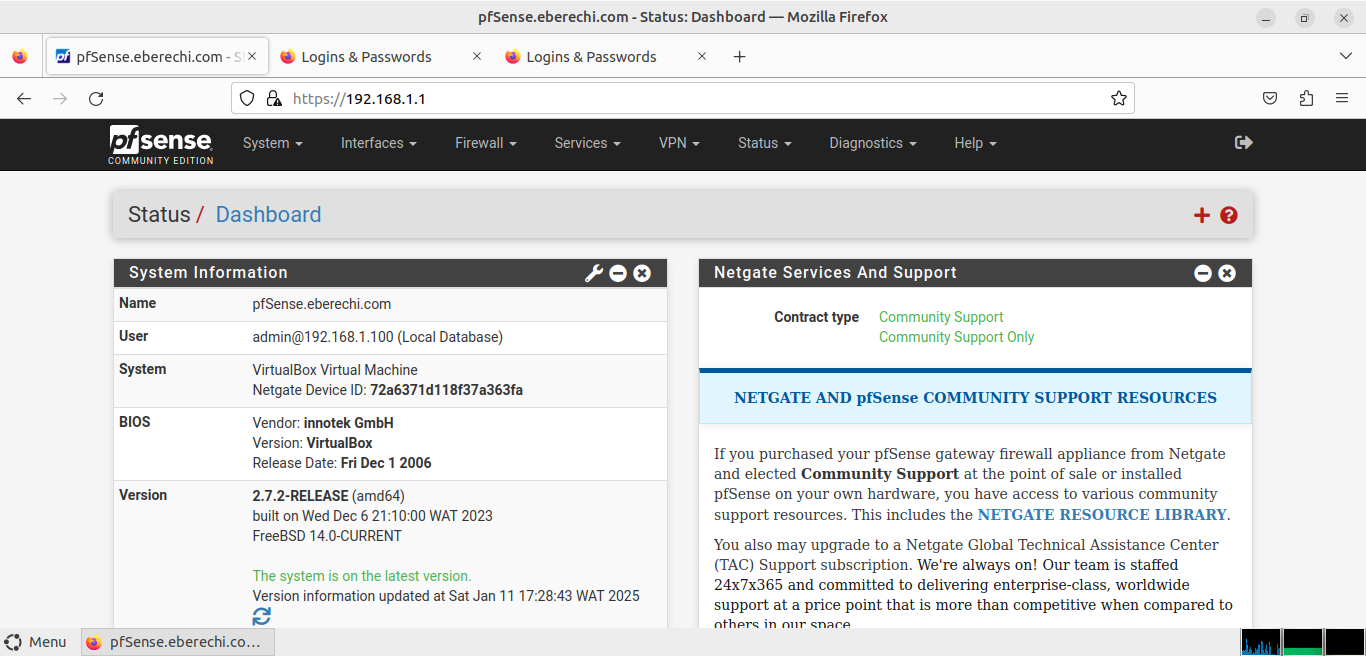 pfSense.eberechi.com - Status: Dashboard — Mozilla Firefox
pfSense.eberechi.com - S
Logins & Passwords
Logins & Passwords
https://192.168.1.1
pfsense
COMMUNITY EDITION
System
Interfaces
Firewall
Services
VPN
Status
Diagnostics
Help
Status / Dashboard
System Information
Name pfSense.eberechi.com
User admin@192.168.1.100 (Local Database)
System VirtualBox Virtual Machine
Netgate Device ID: 72a6371d118f37a363fa
BIOS Vendor: innotek GmbH
Version: VirtualBox
Release Date: Fri Dec 1 2006
Version 2.7.2-RELEASE (amd64)
built on Wed Dec 6 21:10:00 WAT 2023
FreeBSD 14.0-CURRENT
The system is on the latest version.
Version information updated at Sat Jan 11 17:28:43 WAT 2025
Netgate Services And Support
Contract type Community Support
Community Support Only
NETGATE AND pfSense COMMUNITY SUPPORT RESOURCES
If you purchased your pfSense gateway firewall appliance from Netgate
and elected Community Support at the point of sale or installed
pfSense on your own hardware, you have access to various community
support resources. This includes the NETGATE RESOURCE LIBRARY.
You also may upgrade to a Netgate Global Technical Assistance Center
(TAC) Support subscription. We're always on! Our team is staffed
24x7x365 and committed to delivering enterprise-class, worldwide
support at a price point that is more than competitive when compared to
others in our space.
Menu
pfSense.eberechi.co...